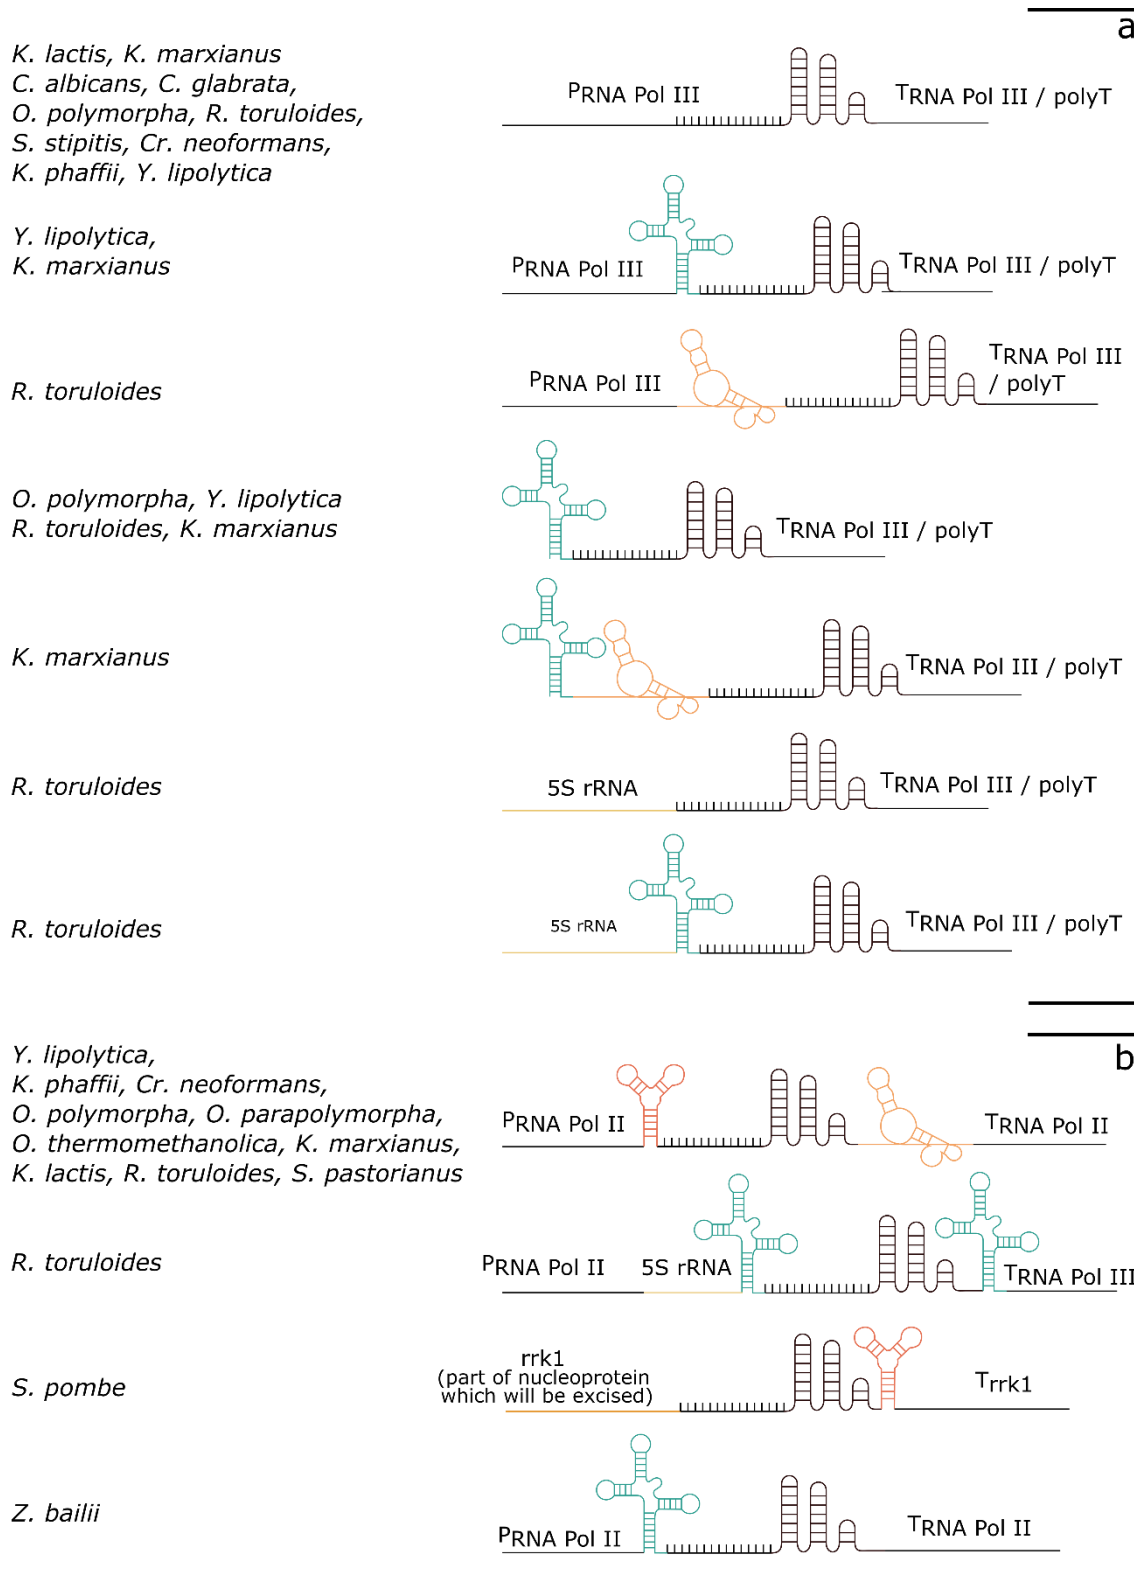 a
K. lactis, K. marxianus
C. albicans, C. glabrata,
O. polymorpha, R. toruloides,
S. stipitis, Cr. neoformans,
K. phaffii, Y. lipolytica
PRNA Pol III
TRNA Pol III / polyT
Y. lipolytica,
K. marxianus
PRNA Pol III
TRNA Pol III / polyT
R. toruloides
PRNA Pol III
TRNA Pol III
/ polyT
O. polymorpha, Y. lipolytica
R. toruloides, K. marxianus
TRNA Pol III / polyT
K. marxianus
TRNA Pol III / polyT
R. toruloides
5S rRNA
TRNA Pol III / polyT
R. toruloides
5S rRNA
TRNA Pol III / polyT
b
Y. lipolytica,
K. phaffii, Cr. neoformans,
O. polymorpha, O. parapolymorpha,
O. thermomethanolica, K. marxianus,
K. lactis, R. toruloides, S. pastorianus
PRNA Pol II
TRNA Pol II
R. toruloides
PRNA Pol II
5S rRNA
TRNA Pol III
S. pombe
rrk1
(part of nucleoprotein
which will be excised)
Trrk1
Z. bailii
PRNA Pol II
TRNA Pol II